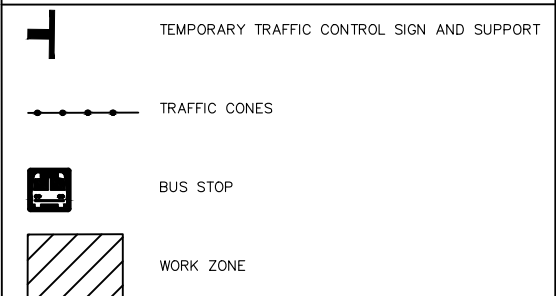 TEMPORARY TRAFFIC CONTROL SIGN AND SUPPORT
TRAFFIC CONES
BUS STOP
WORK ZONE